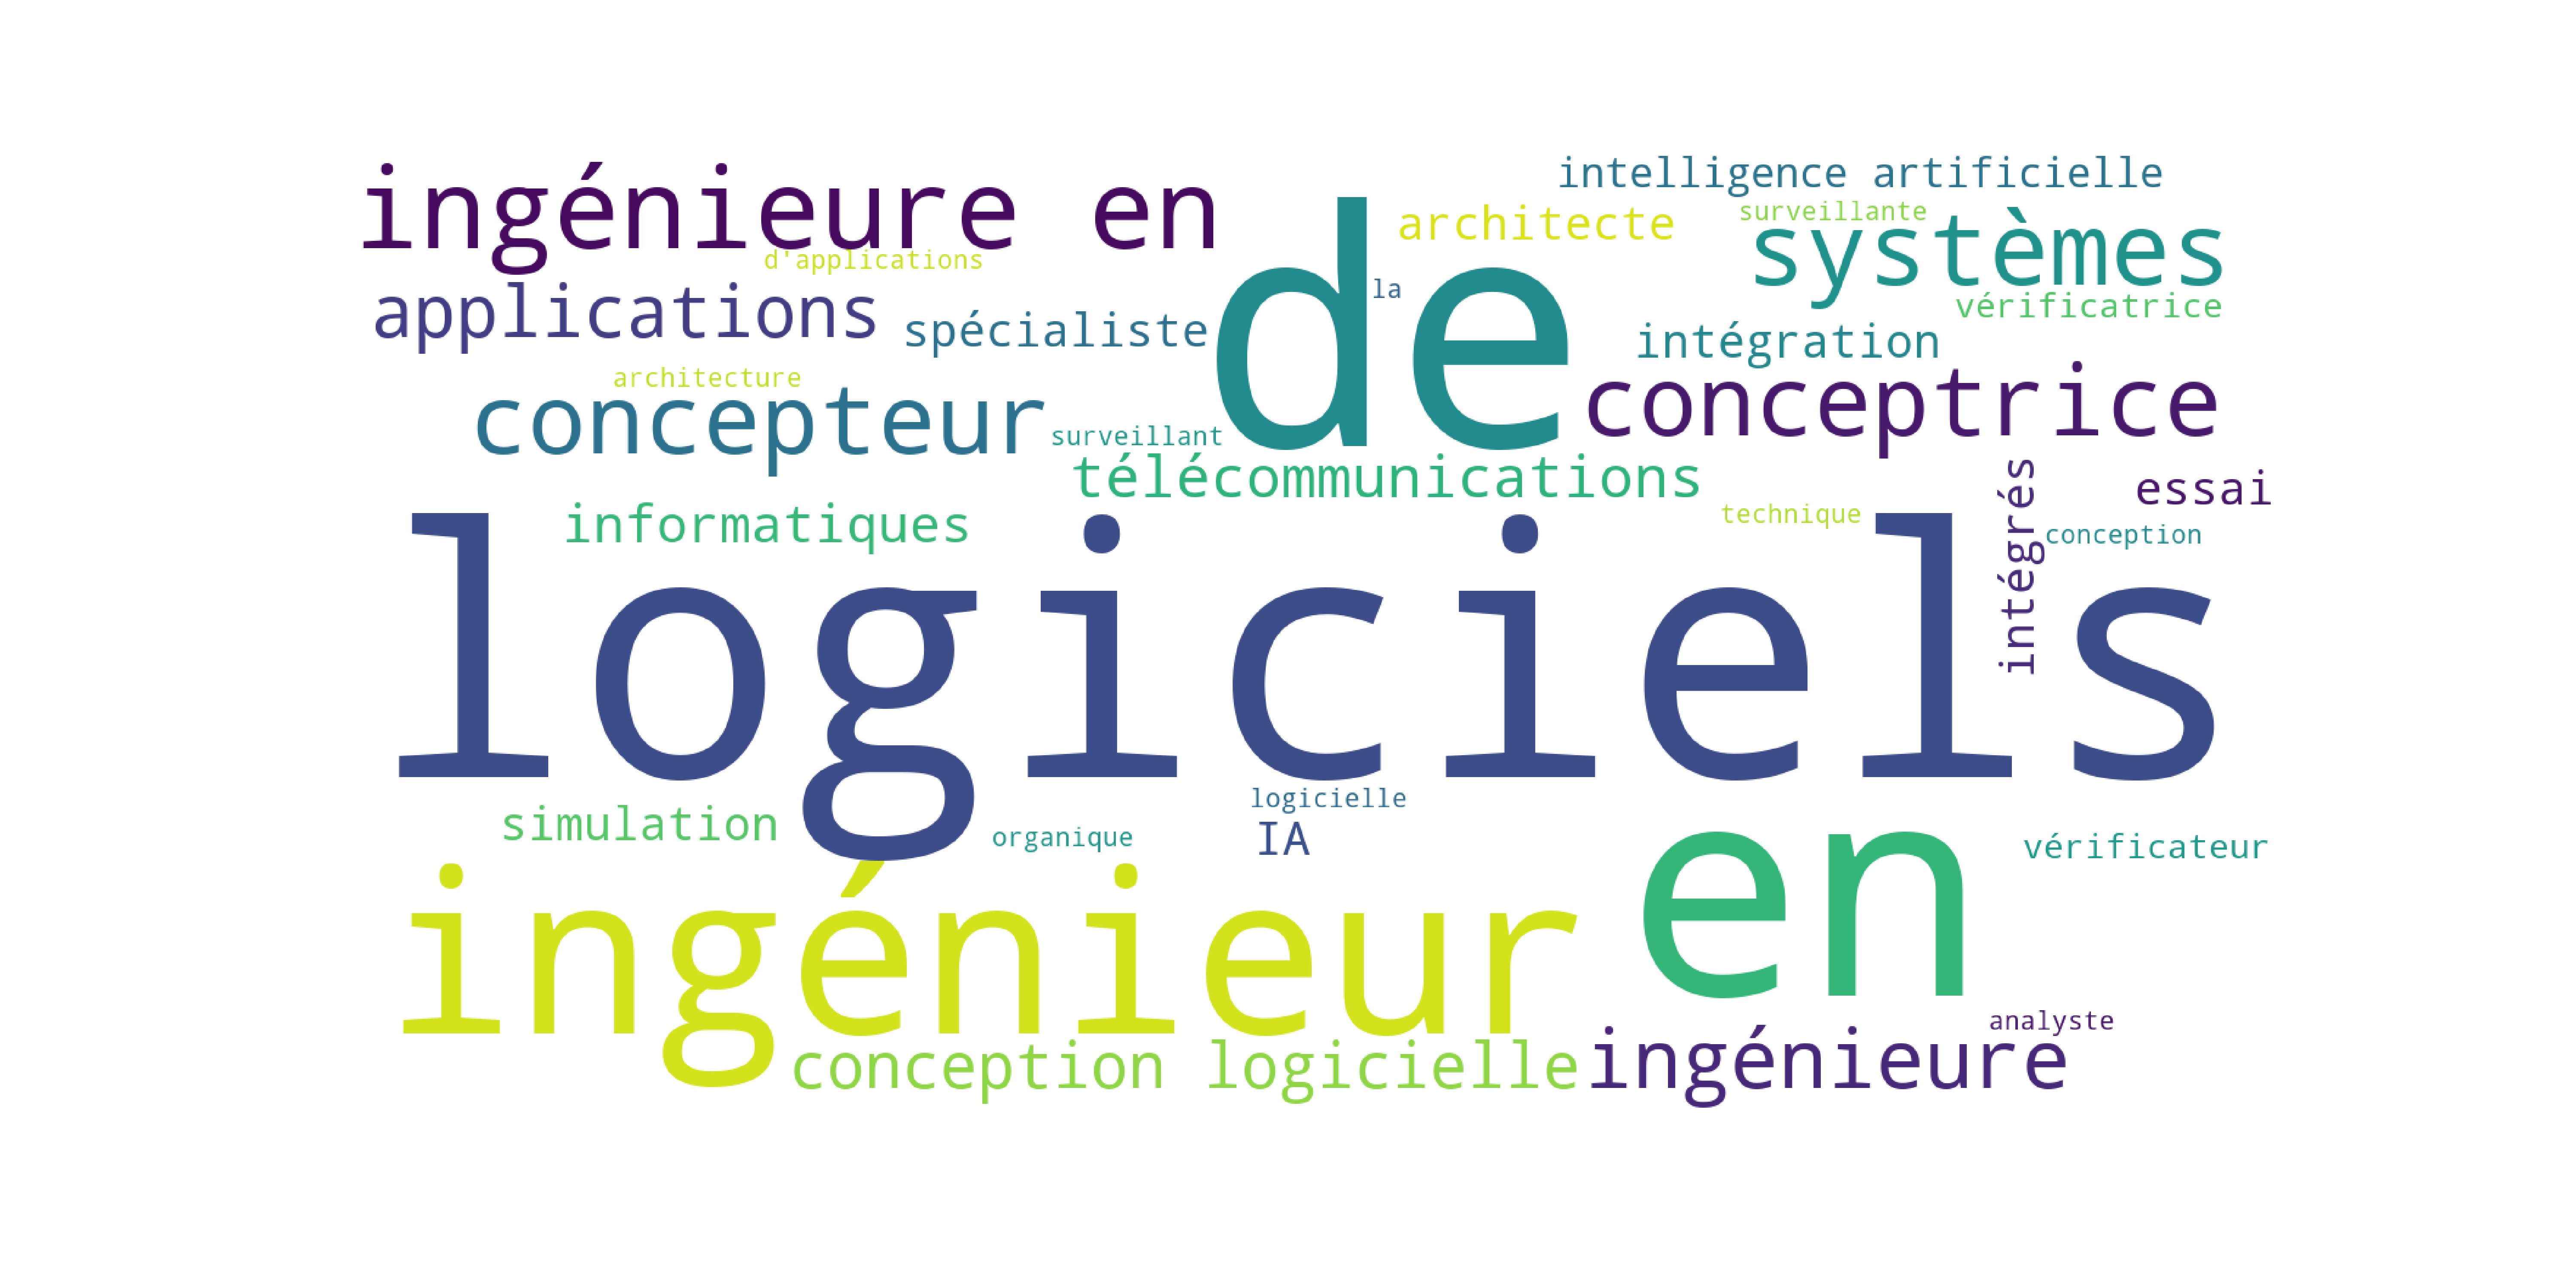 intelligence artificielle
ingénieure en
architecte
surveillante
systèmes
d'applications
la
applications
spécialiste
de
vérificatrice
intégration
architecture
concepteur
conceptrice
surveillant
télécommunications
essai
informatiques
technique
intégrés
conception
logiciels
simulation
organique
logicielle
IA
vérificateur
ingénieur
en
analyste
conception logicielle
ingénieure